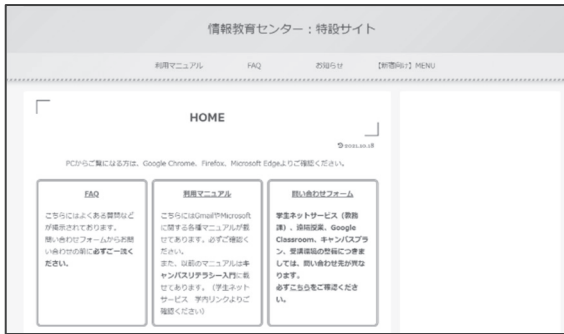 情報教育センター：特設サイト
利用マニュアル FAQ お知らせ 【新宿向け】MENU
HOME
2021.10.18
PCからご覧になる方は、Google Chrome、Firefox、Microsoft Edgeよりご確認ください。
FAQ
こちらにはよくある質問など
が掲示されております。
問い合わせフォームからお問
い合わせの前に必ずご一読く
ださい。
利用マニュアル
こちらにはGmailやMicrosoft
に関する各種マニュアルが載
せてあります。必ずご確認く
ださい。
また、以前のマニュアルはキ
ャンパスリテラシー入門に載
せてあります。（学生ネット
サービス 学内リンクよりご
確認ください）
問い合わせフォーム
学生ネットサービス（教務
課）、遠隔授業、Google
Classroom、キャンパスプラ
ン、受講環境の整備につきま
しては、問い合わせ先が異な
ります。
必ずこちらをご確認くださ
い。